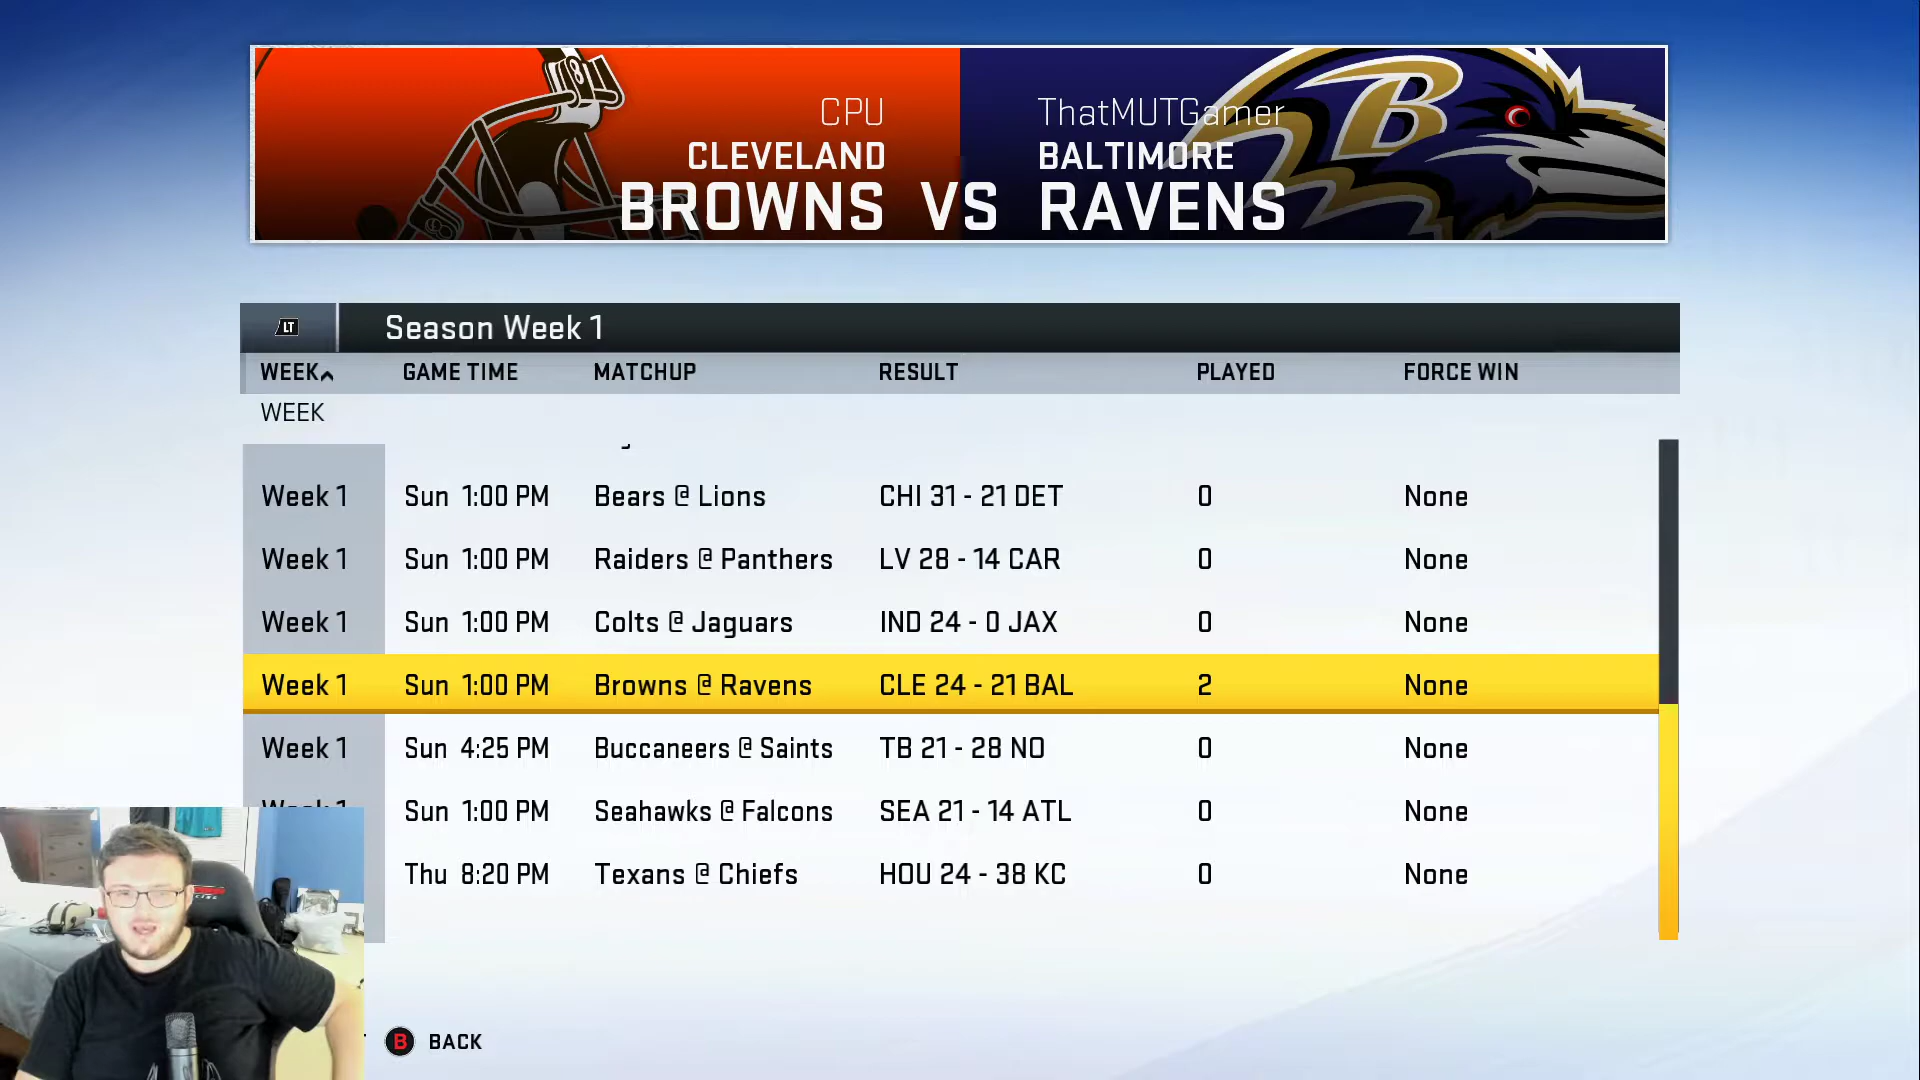 CPU
CLEVELAND
BROWNS VS RAVENS
ThatMUTGamer
BALTIMORE
B
LT Season Week 1
WEEK GAME TIME MATCHUP RESULT PLAYED FORCE WIN
WEEK
Week 1 Sun 1:00 PM Bears @ Lions CHI 31 - 21 DET 0 None
Week 1 Sun 1:00 PM Raiders @ Panthers LV 28 - 14 CAR 0 None
Week 1 Sun 1:00 PM Colts @ Jaguars IND 24 - 0 JAX 0 None
Week 1 Sun 1:00 PM Browns @ Ravens CLE 24 - 21 BAL 2 None
Week 1 Sun 4:25 PM Buccaneers @ Saints TB 21 - 28 NO 0 None
Week 1 Sun 1:00 PM Seahawks @ Falcons SEA 21 - 14 ATL 0 None
Thu 8:20 PM Texans @ Chiefs HOU 24 - 38 KC 0 None
B BACK